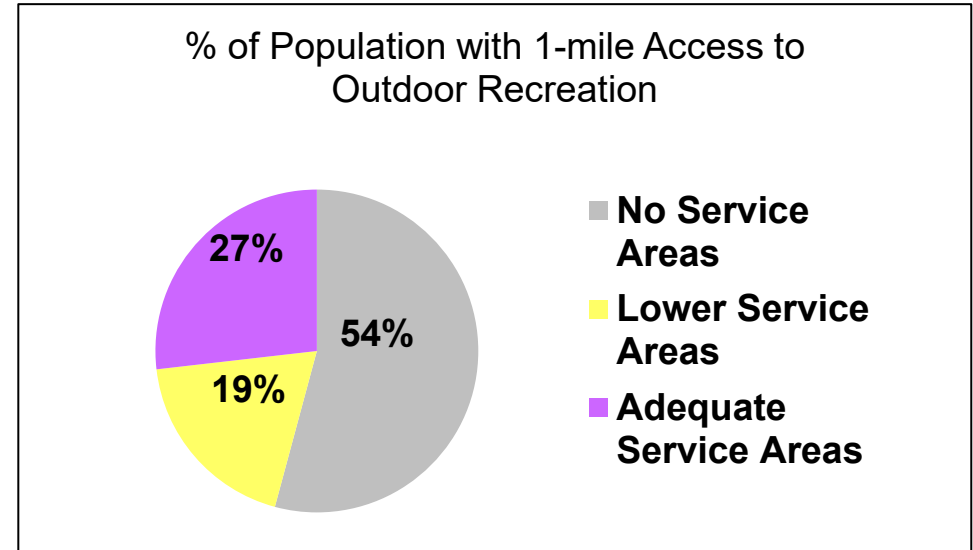 % of Population with 1-mile Access to
Outdoor Recreation
27%
54%
19%
No Service
Areas
Lower Service
Areas
Adequate
Service Areas